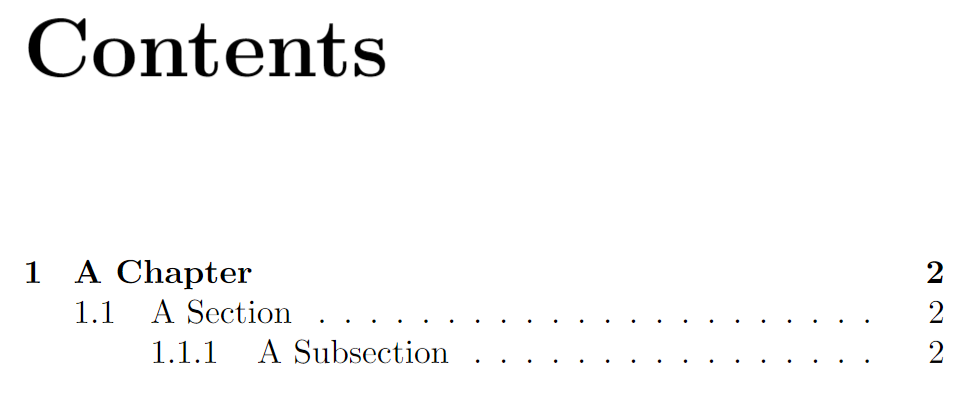 Contents
1 A Chapter 2
1.1 A Section . . . . . . . . . . . . . . . . . . . . . . 2
1.1.1 A Subsection . . . . . . . . . . . . . . . . 2